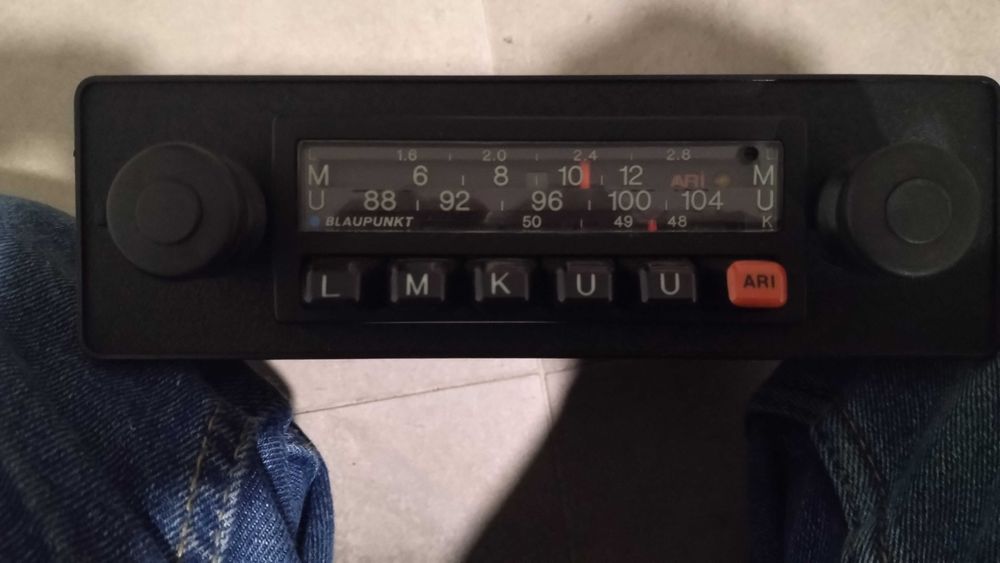 L 1.6 2.0 2.4 2.8 L
M 6 8 10 12 ARI M
U 88 92 96 100 104 U
BLAUPUNKT 50 49 48 K
L M K U U ARI